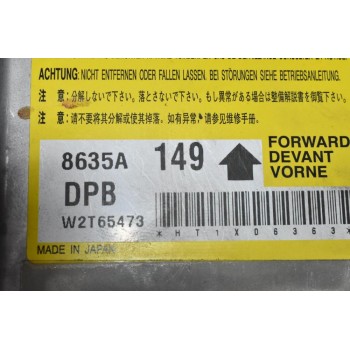 ACHTUNG: NICHT ENTFERNEN ODER FALLEN LASSEN. BEI STÖRUNGEN SIEHE BETRIEBSANLEITUNG.
注 意: 分解しないで下さい。落とさないで下さい。もし異常がある場合は整備解説書を御覧下さい。
注 意: 请不要将其分解或使其掉落。如有异常,请参见维修手册.
8635A 149
FORWARD
DEVANT
VORNE
DPB
W2T65473
*HT1XD6363*
MADE IN JAPAN